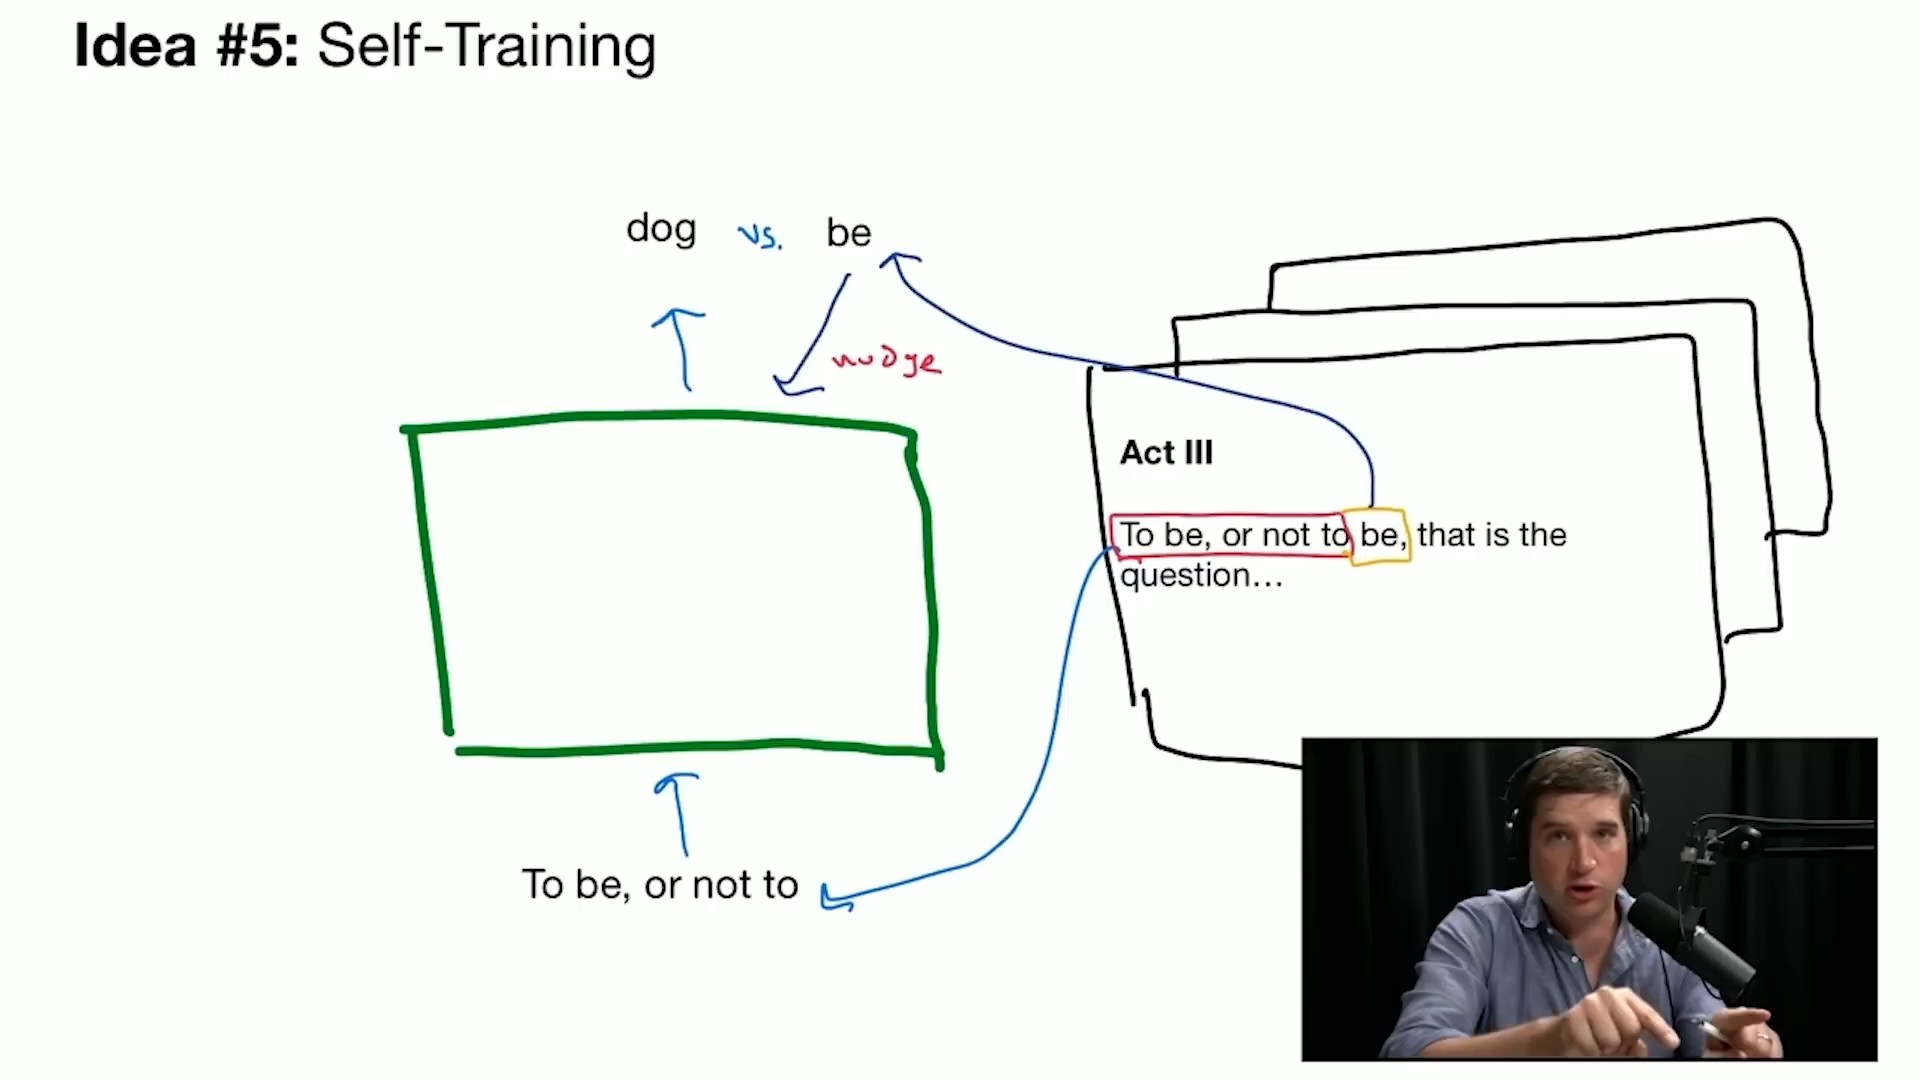 Idea #5: Self-Training
dog vs. be
nudge
Act III
To be, or not to be, that is the
question…
To be, or not to